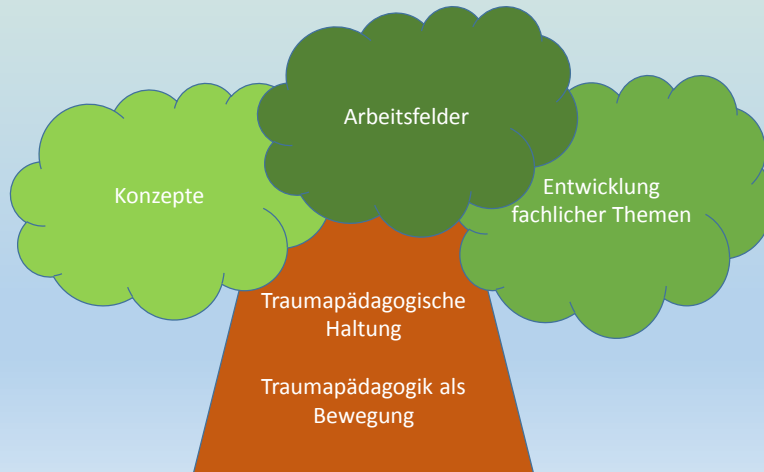 Arbeitsfelder
Konzepte
Entwicklung
fachlicher Themen
Traumapädagogische
Haltung
Traumapädagogik als
Bewegung